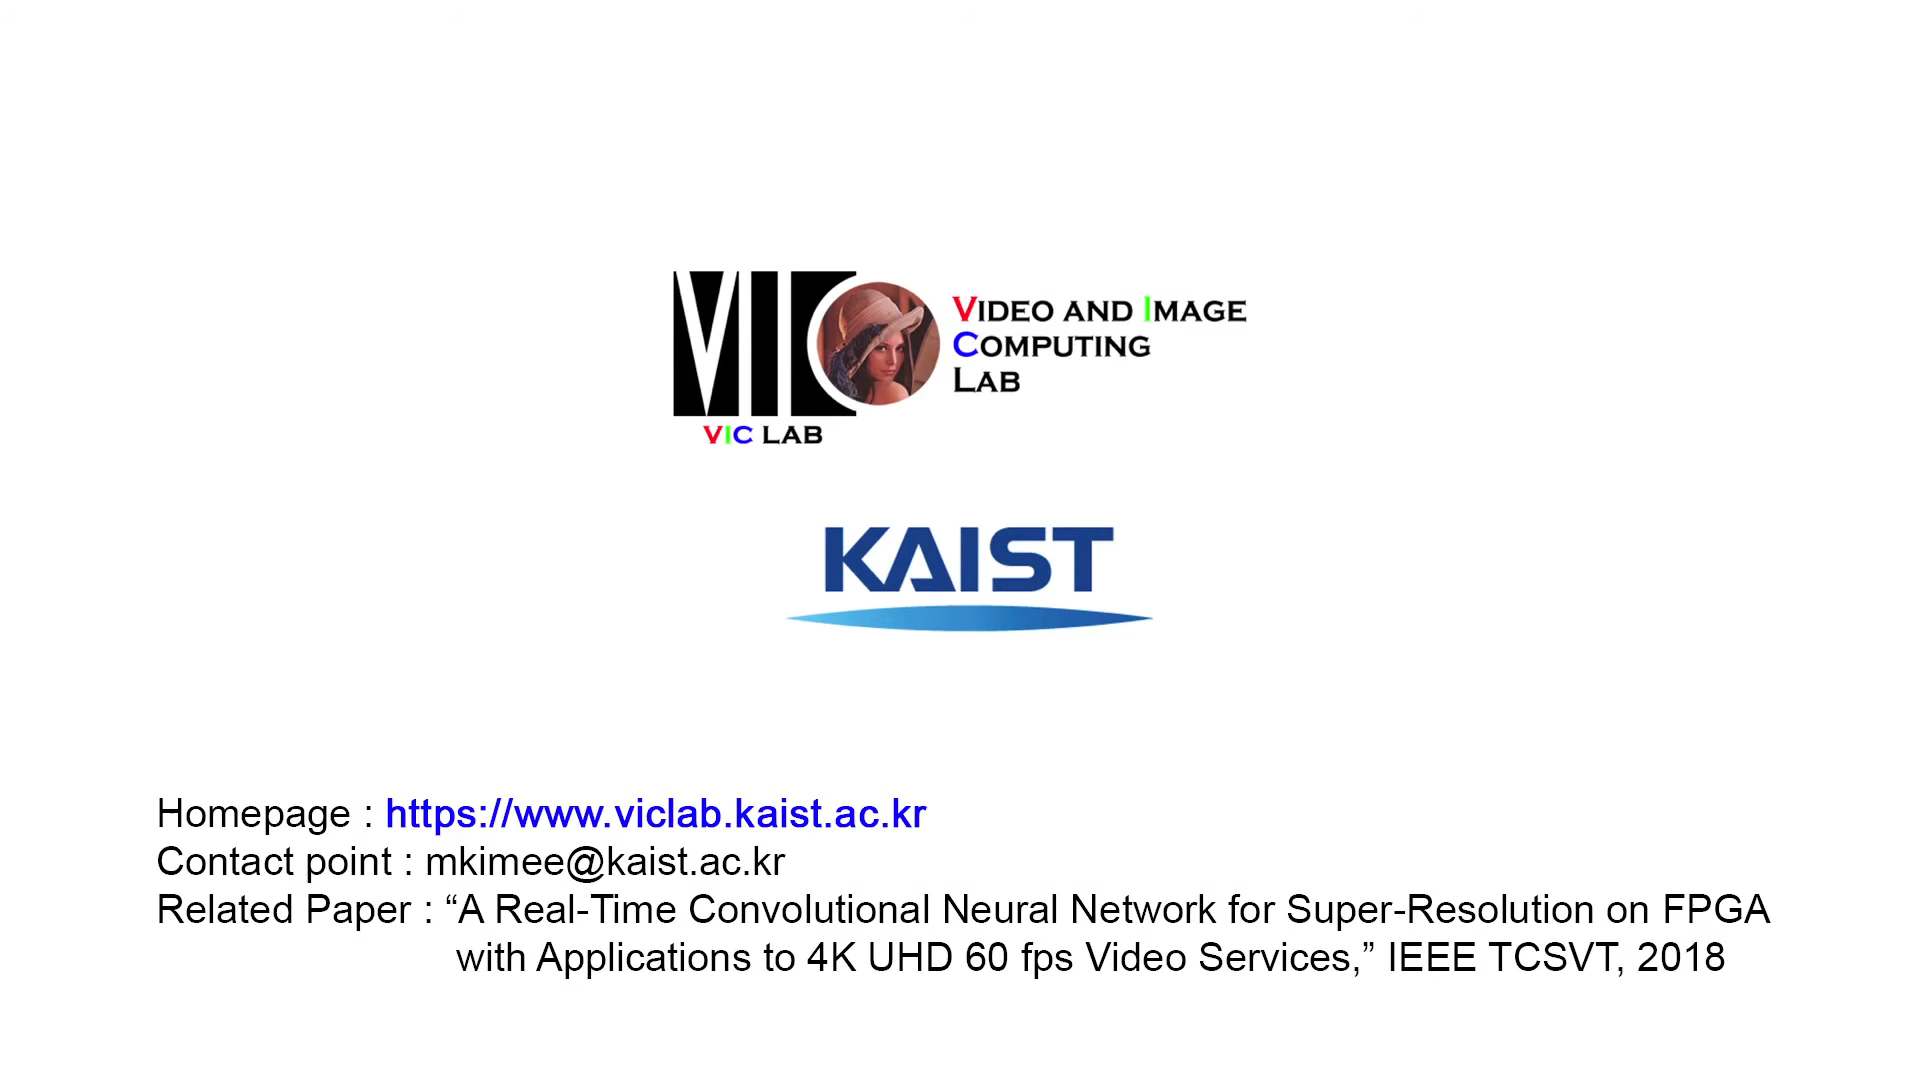 VIC
VIDEO AND IMAGE
COMPUTING
LAB
VIC LAB
KAIST
Homepage : https://www.viclab.kaist.ac.kr
Contact point : mkimee@kaist.ac.kr
Related Paper : “A Real-Time Convolutional Neural Network for Super-Resolution on FPGA
with Applications to 4K UHD 60 fps Video Services,” IEEE TCSVT, 2018